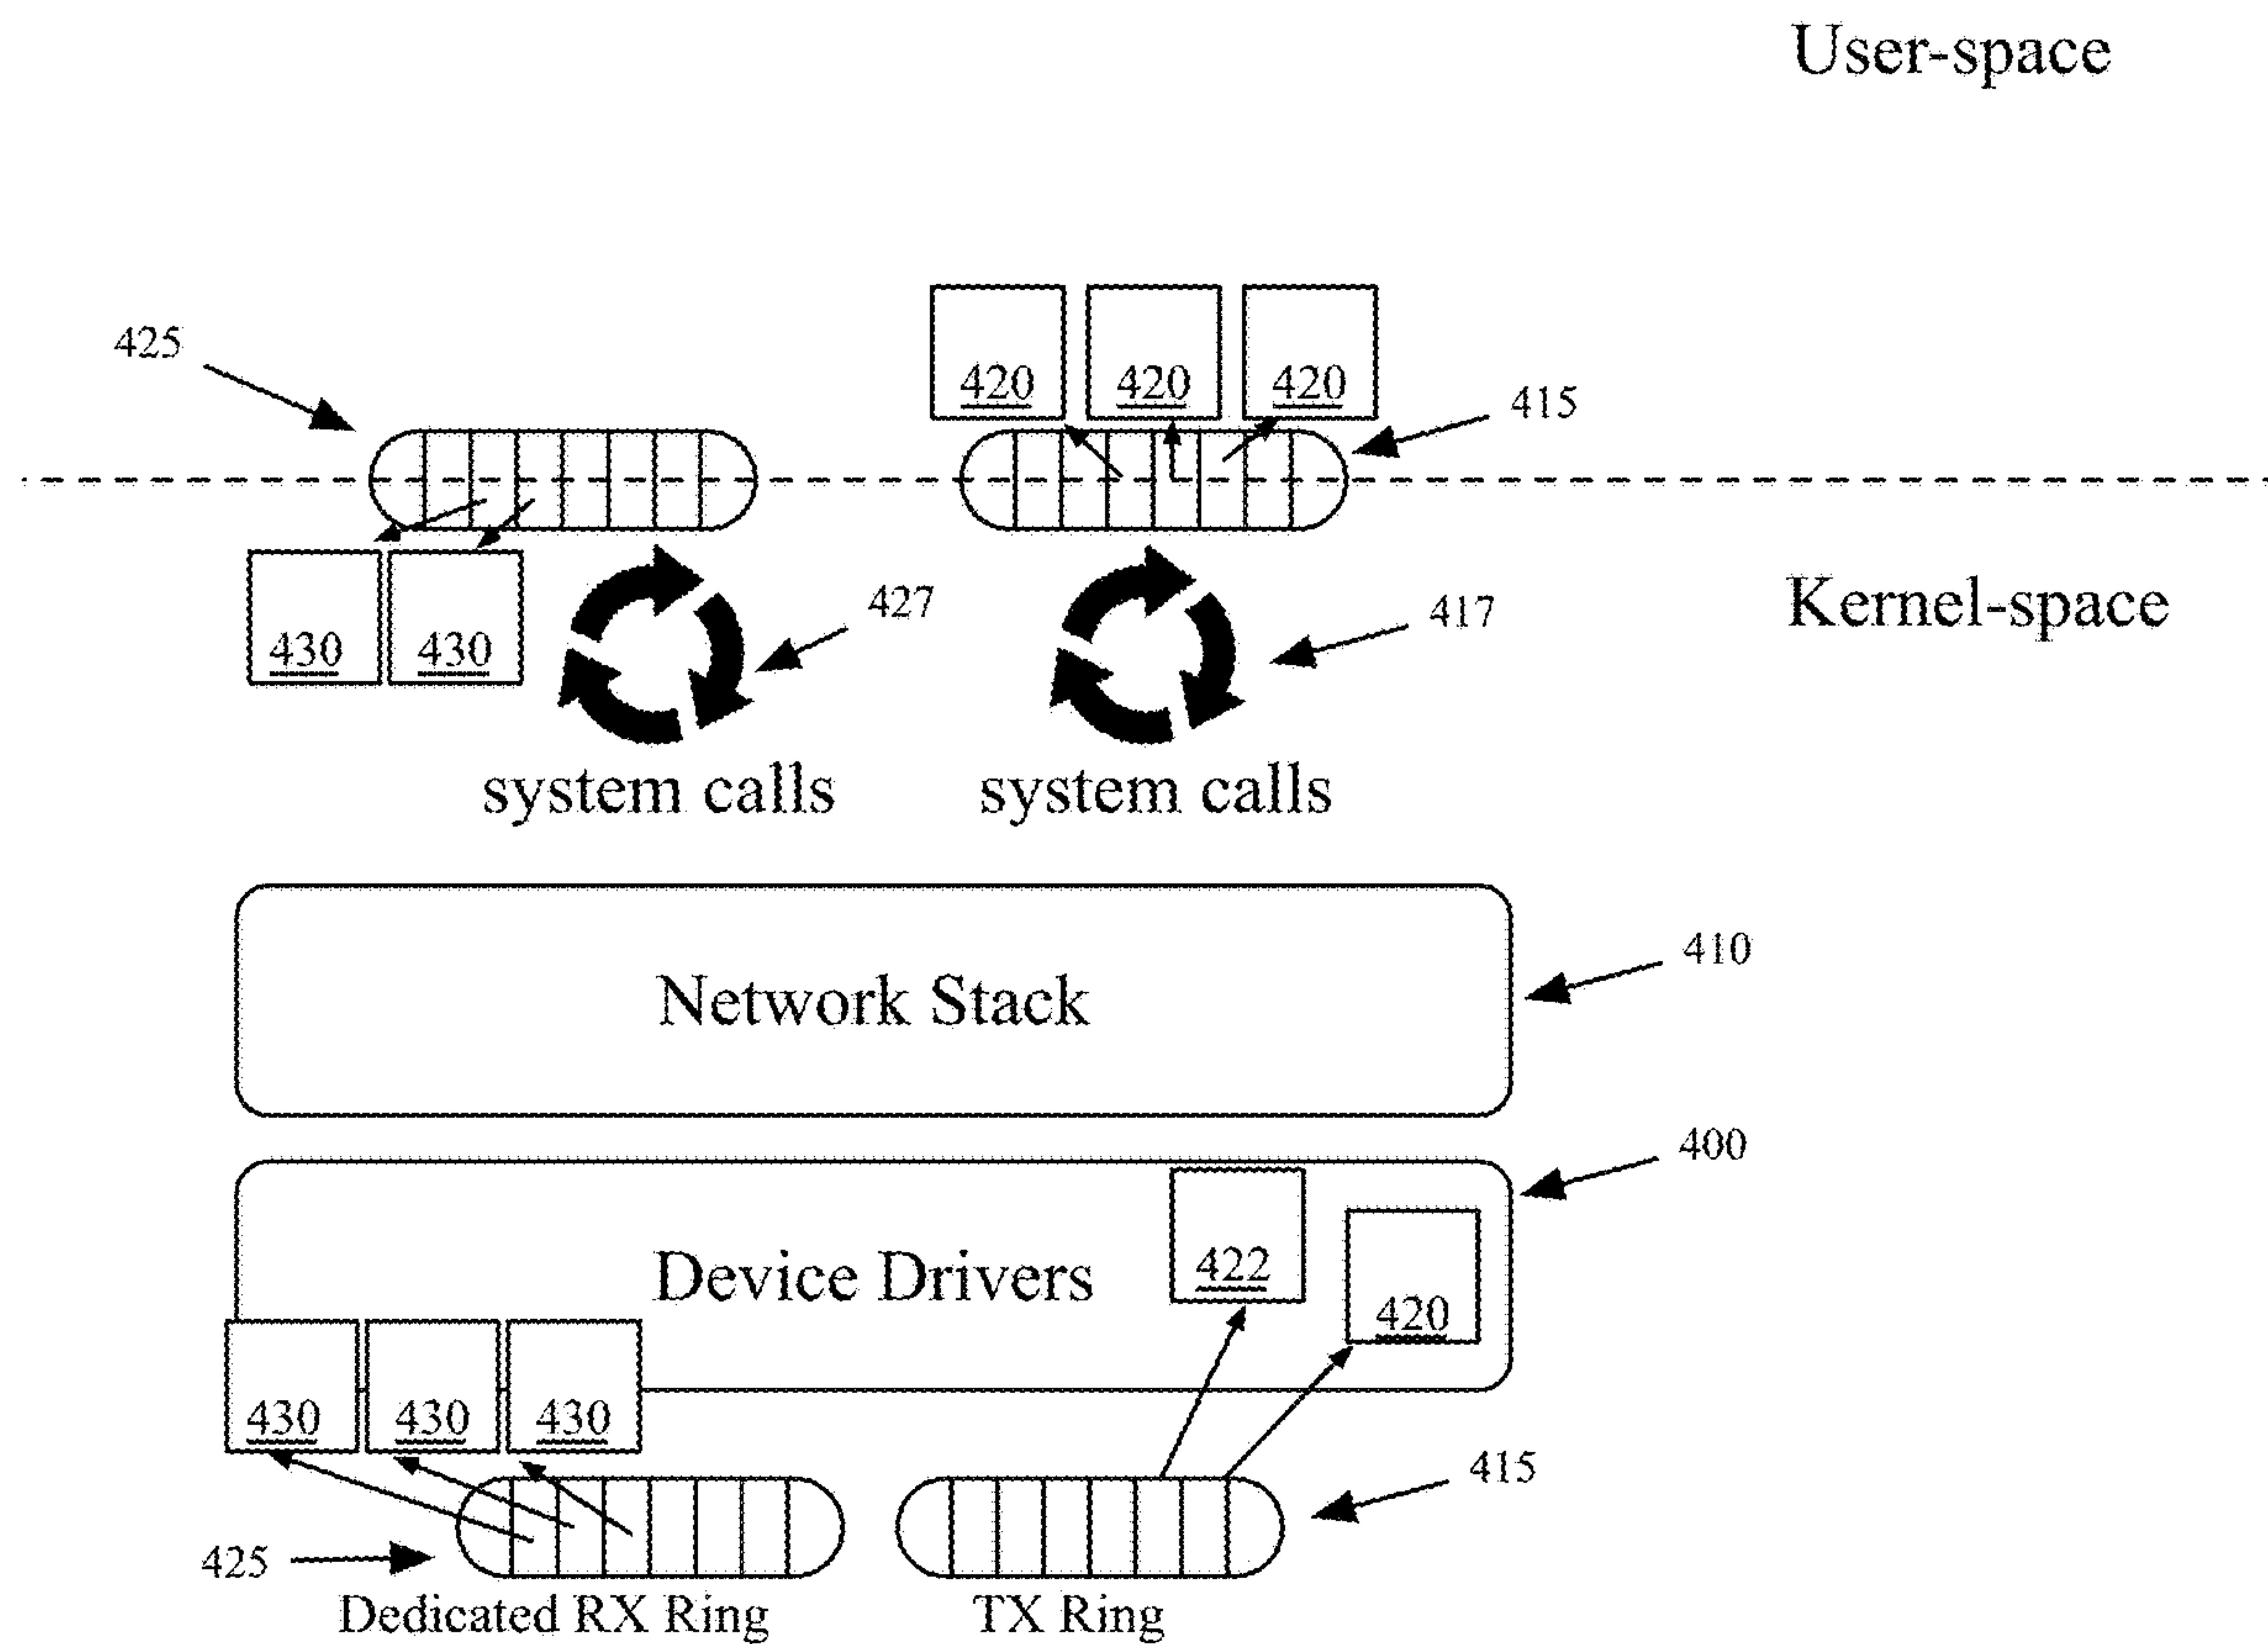 User-space
425
420 420 420
415
Kernel-space
427
417
430 430
system calls
system calls
Network Stack
410
400
Device Drivers
422
420
430 430 430
415
425
Dedicated RX Ring
TX Ring